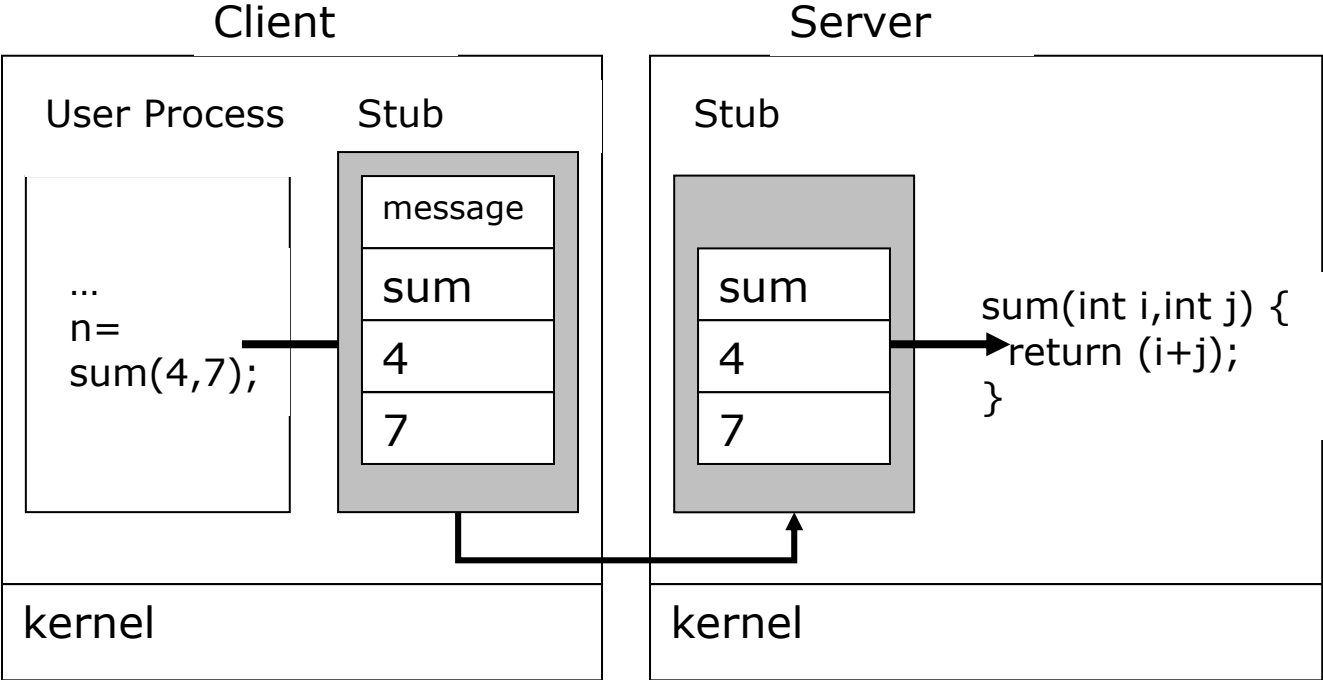 Client
Server
User Process
Stub
Stub
message
sum
4
7
…
n=
sum(4,7);
sum
4
7
sum(int i,int j) {
return (i+j);
}
kernel
kernel